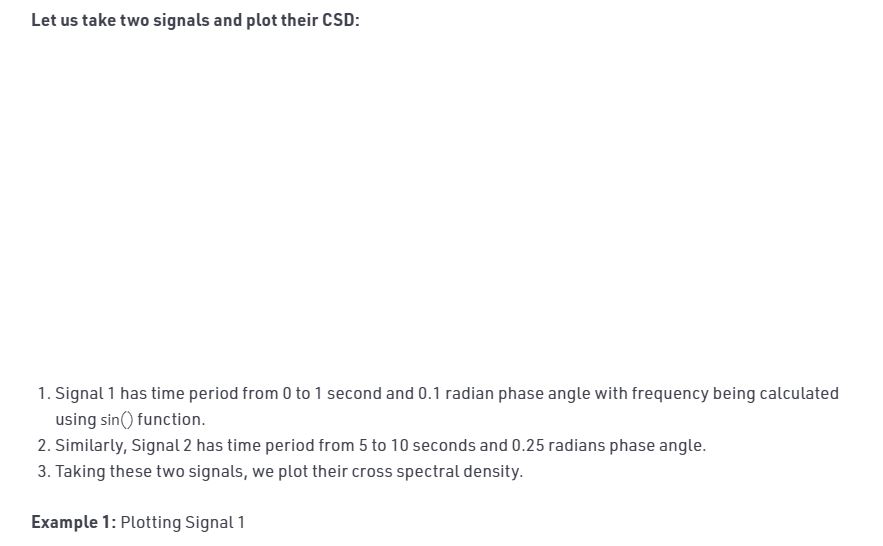 Let us take two signals and plot their CSD:
1. Signal 1 has time period from 0 to 1 second and 0.1 radian phase angle with frequency being calculated
using sin() function.
2. Similarly, Signal 2 has time period from 5 to 10 seconds and 0.25 radians phase angle.
3. Taking these two signals, we plot their cross spectral density.
Example 1: Plotting Signal 1